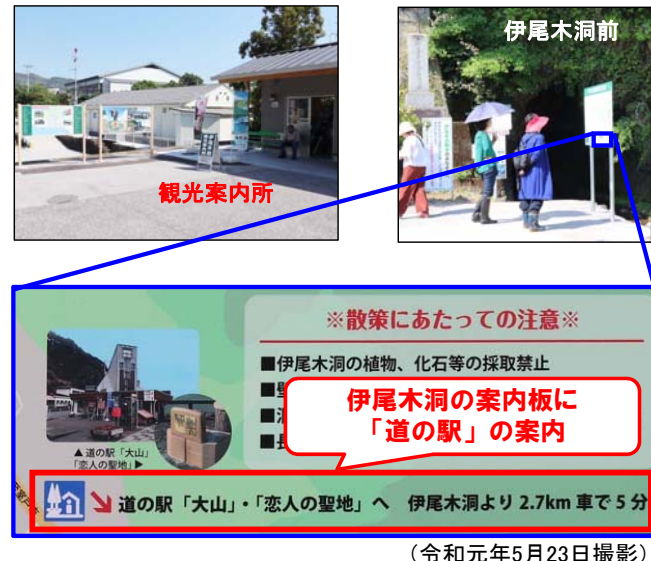 伊尾木洞前
観光案内所
※散策にあたっての注意※
■伊尾木洞の植物、化石等の採取禁止
伊尾木洞の案内板に
「道の駅」の案内
▲道の駅「大山」
「恋人の聖地」▶
道の駅「大山」・「恋人の聖地」へ 伊尾木洞より2.7km 車で5分
(令和元年5月23日撮影)